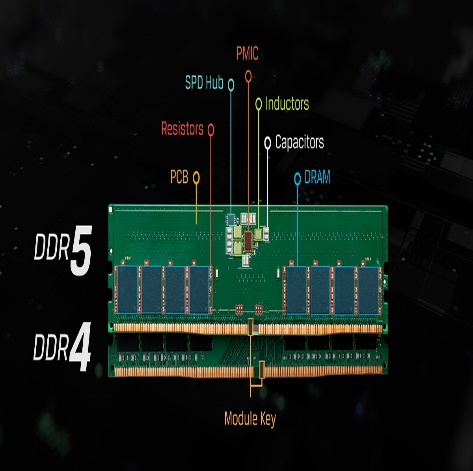 PMIC
SPD Hub
Inductors
Resistors
Capacitors
PCB
DRAM
DDR5
DDR4
Module Key